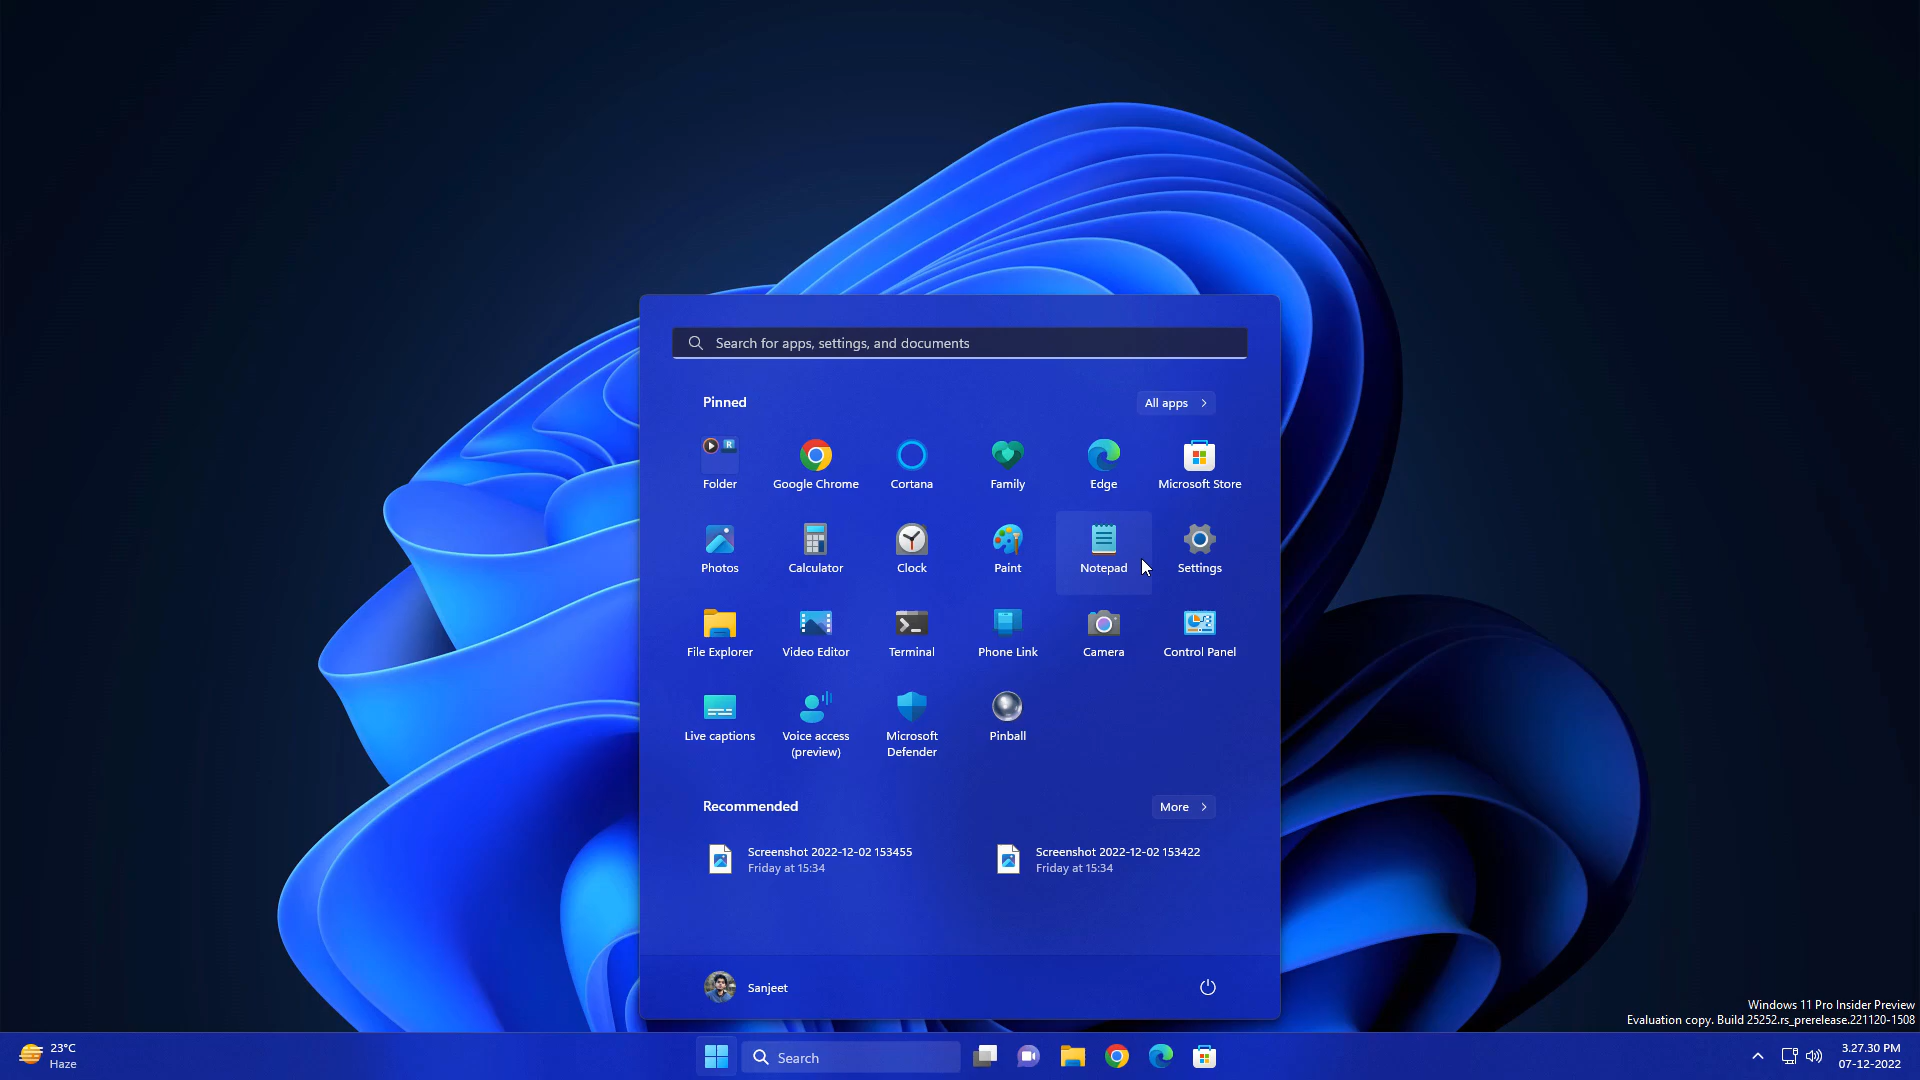 Search for apps, settings, and documents
Pinned
All apps
R
Folder
Google Chrome
Cortana
Family
Edge
Microsoft Store
Photos
Calculator
Clock
Paint
Notepad
Settings
File Explorer
Video Editor
Terminal
Phone Link
Camera
Control Panel
Live captions
Voice access
(preview)
Microsoft
Defender
Pinball
Recommended
More
Screenshot 2022-12-02 153455
Friday at 15:34
Screenshot 2022-12-02 153422
Friday at 15:34
Sanjeet
Windows 11 Pro Insider Preview
Evaluation copy. Build 25252.rs_prerelease.221120-1508
23°C
Haze
Search
3.27.30 PM
07-12-2022